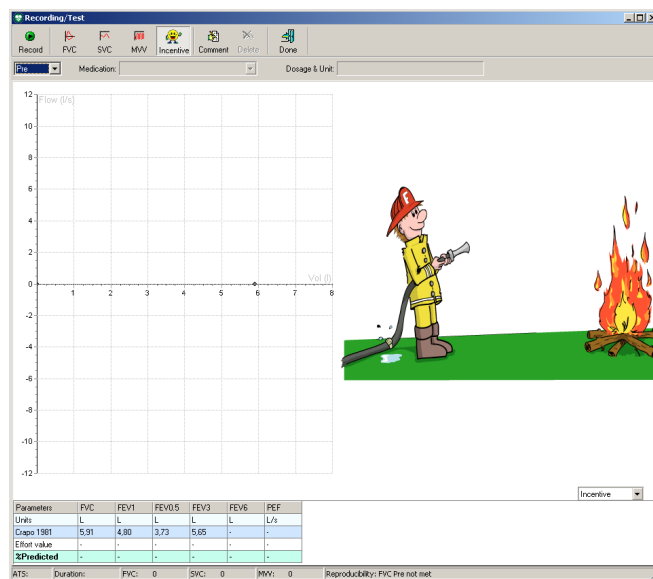 Recording/Test
Record FVC SVC MVV Incentive Comment Delete Done
Pre Medication: Dosage & Unit:
12 Flow (l/s)
10
8
6
4
2
Vol (l)
0
1 2 3 4 5 6 7 8
-2
-4
-6
-8
-10
-12
F
Incentive
Parameters FVC FEV1 FEV0.5 FEV3 FEV6 PEF
Units L L L L L L/s
Crapo 1981 5,91 4,80 3,73 5,65 - -
Effort value - - - - - -
%Predicted - - - - - -
ATS: Duration: FVC: 0 SVC: 0 MVV: 0 Reproducibility: FVC Pre not met